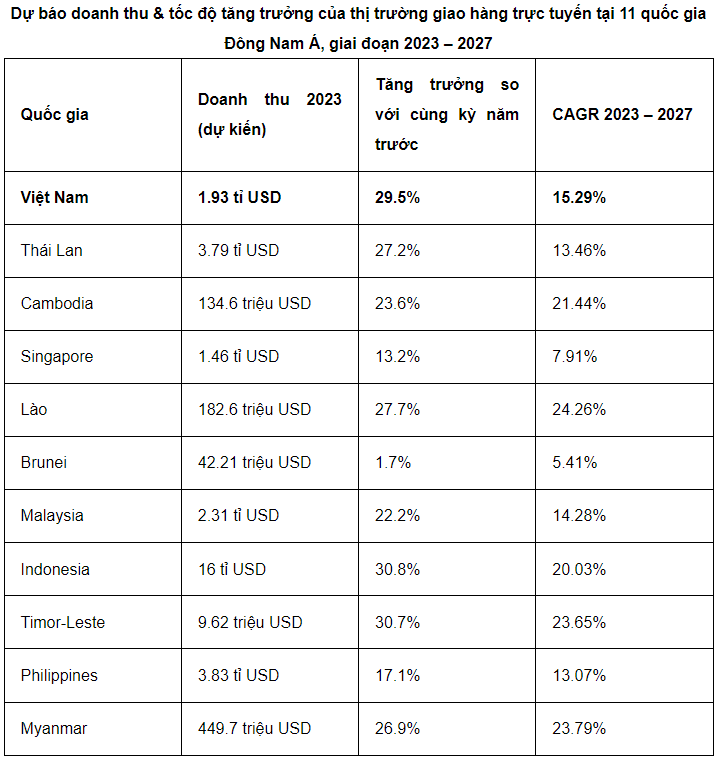 Dự báo doanh thu & tốc độ tăng trưởng của thị trường giao hàng trực tuyến tại 11 quốc gia
Đông Nam Á, giai đoạn 2023 – 2027
Quốc gia
Doanh thu 2023
(dự kiến)
Tăng trưởng so
với cùng kỳ năm
trước
CAGR 2023 – 2027
Việt Nam 1.93 tỉ USD 29.5% 15.29%
Thái Lan 3.79 tỉ USD 27.2% 13.46%
Cambodia 134.6 triệu USD 23.6% 21.44%
Singapore 1.46 tỉ USD 13.2% 7.91%
Lào 182.6 triệu USD 27.7% 24.26%
Brunei 42.21 triệu USD 1.7% 5.41%
Malaysia 2.31 tỉ USD 22.2% 14.28%
Indonesia 16 tỉ USD 30.8% 20.03%
Timor-Leste 9.62 triệu USD 30.7% 23.65%
Philippines 3.83 tỉ USD 17.1% 13.07%
Myanmar 449.7 triệu USD 26.9% 23.79%